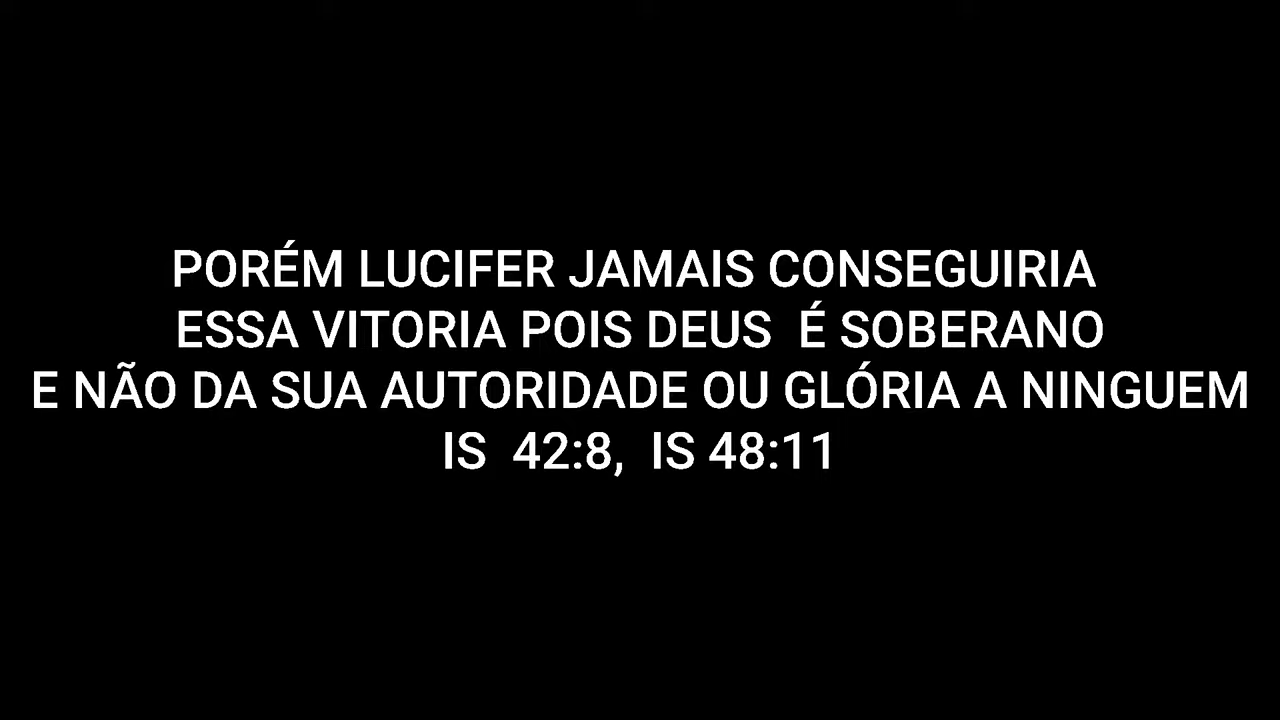 PORÉM LUCIFER JAMAIS CONSEGUIRIA
ESSA VITORIA POIS DEUS  É SOBERANO
E NÃO DA SUA AUTORIDADE OU GLÓRIA A NINGUEM
IS  42:8,  IS 48:11